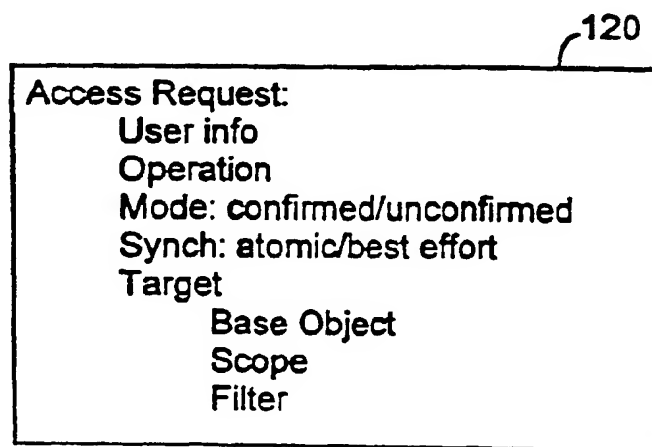 120
Access Request:
User info
Operation
Mode: confirmed/unconfirmed
Synch: atomic/best effort
Target
Base Object
Scope
Filter